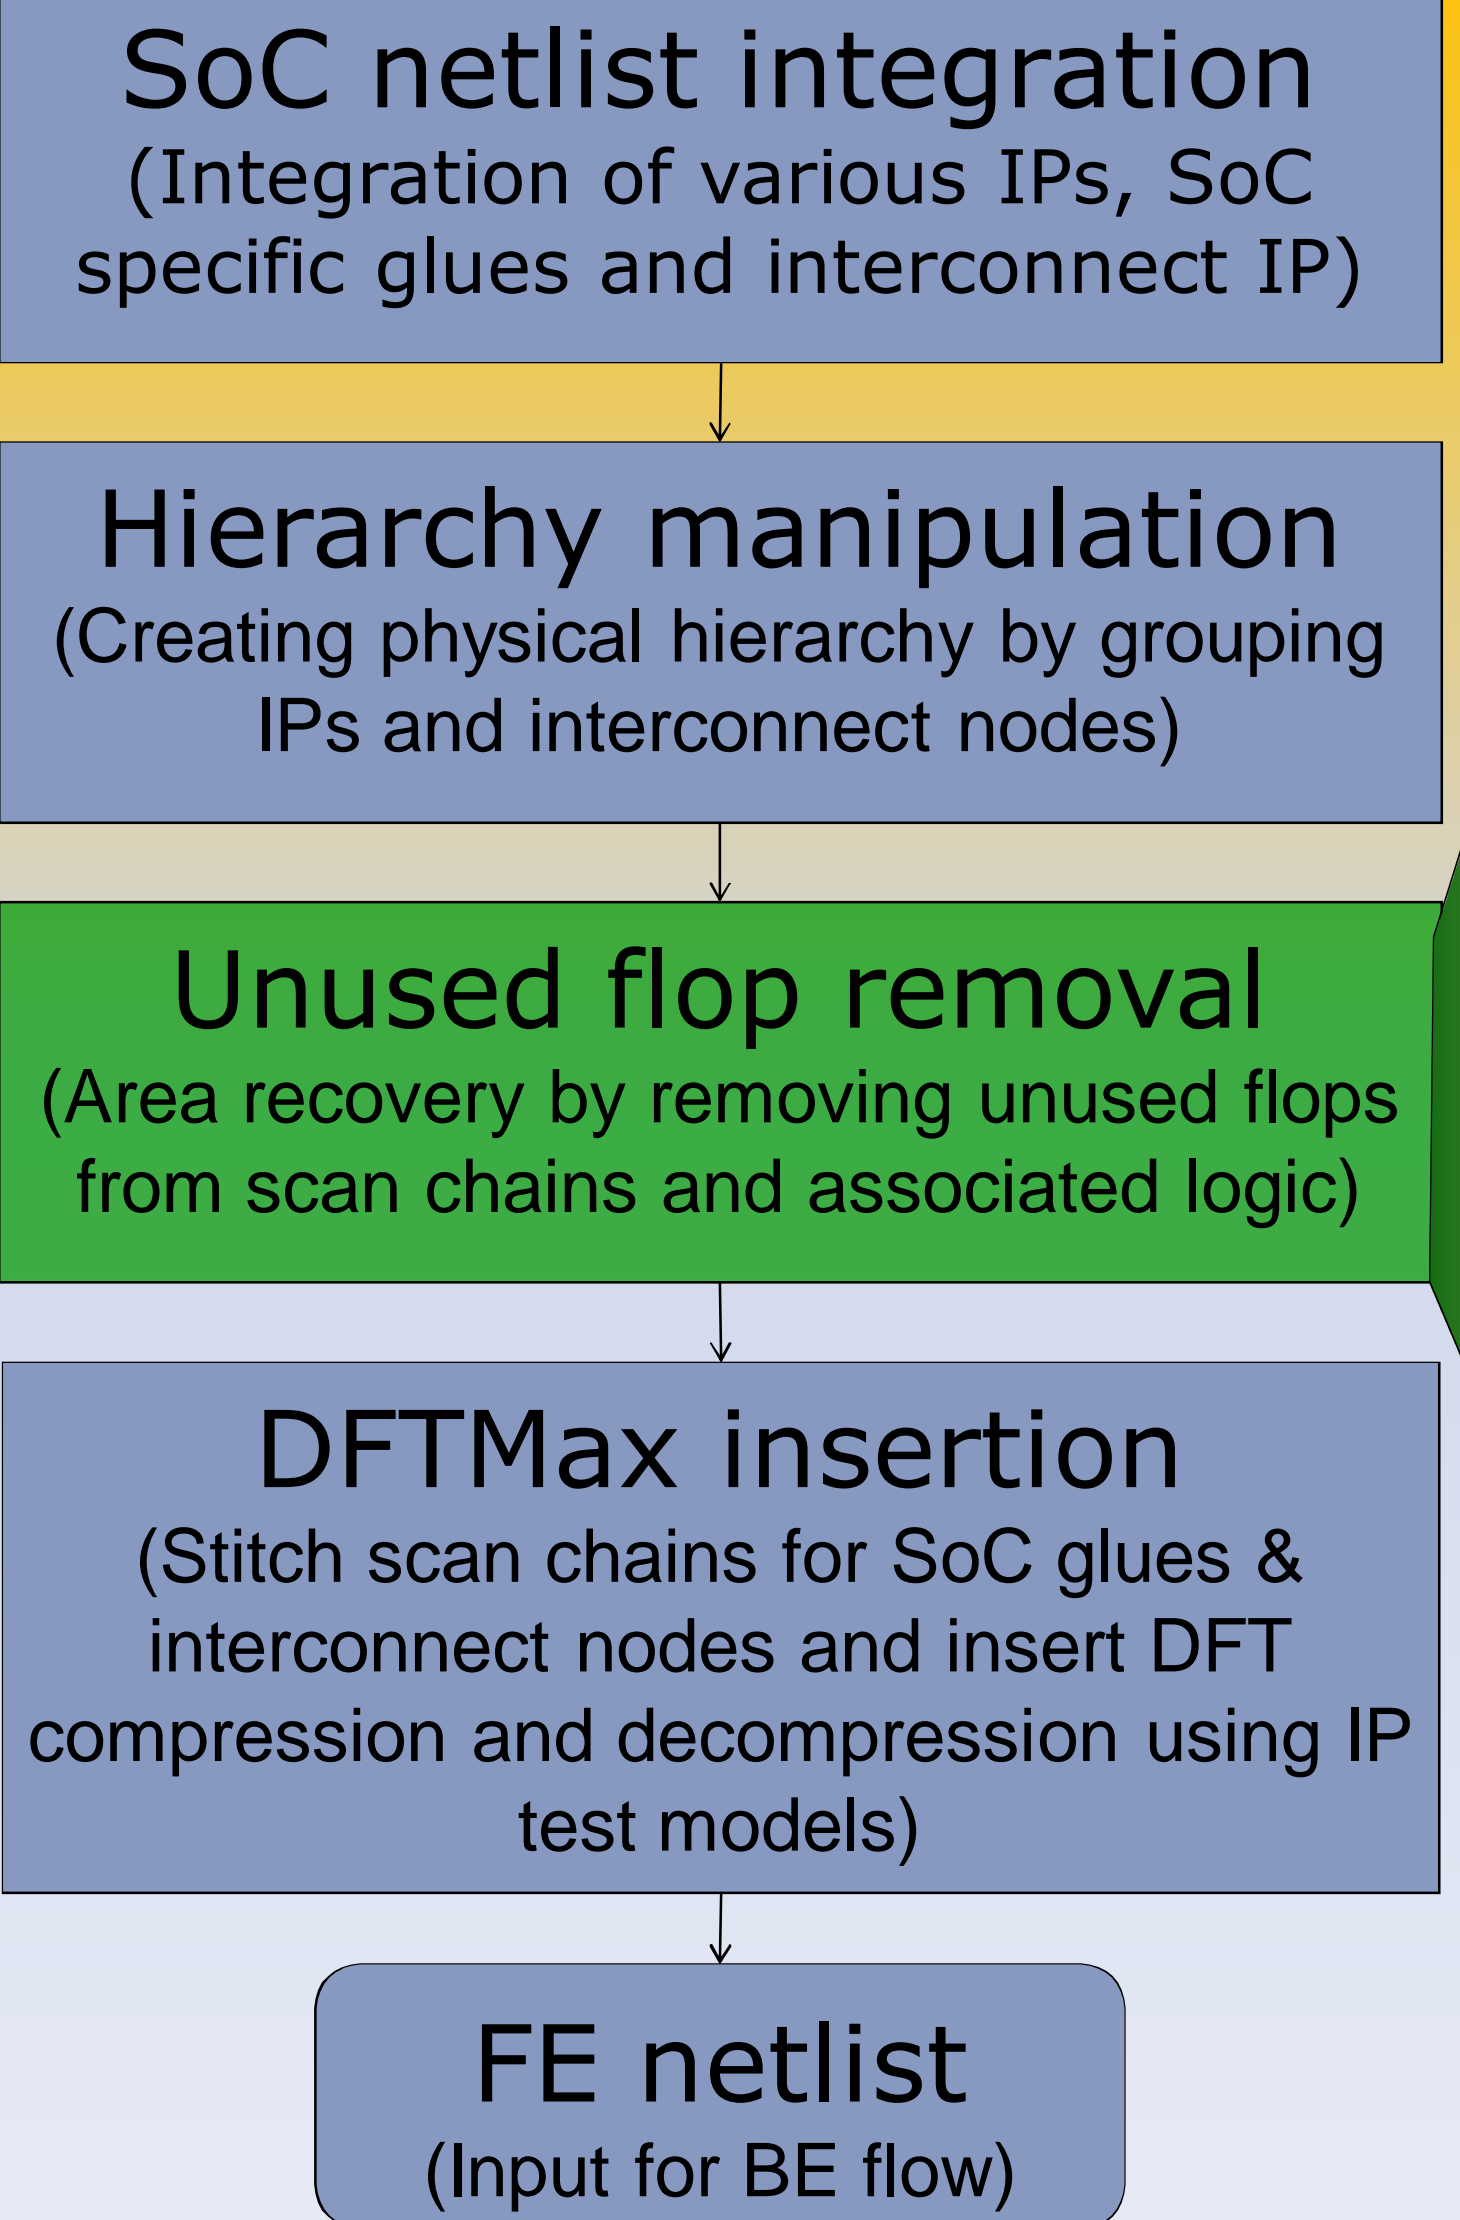 SoC netlist integration
(Integration of various IPs, SoC
specific glues and interconnect IP)
Hierarchy manipulation
(Creating physical hierarchy by grouping
IPs and interconnect nodes)
Unused flop removal
(Area recovery by removing unused flops
from scan chains and associated logic)
DFTMax insertion
(Stitch scan chains for SoC glues &
interconnect nodes and insert DFT
compression and decompression using IP
test models)
FE netlist
(Input for BE flow)